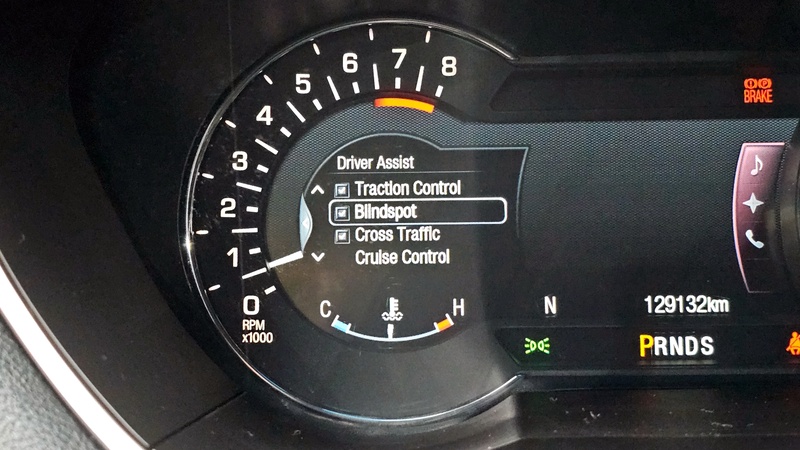 8
7
6
5
4
3
2
1
0
RPM
x1000
BRAKE
Driver Assist
Traction Control
Blindspot
Cross Traffic
Cruise Control
C H
N 129132km
PRNDS